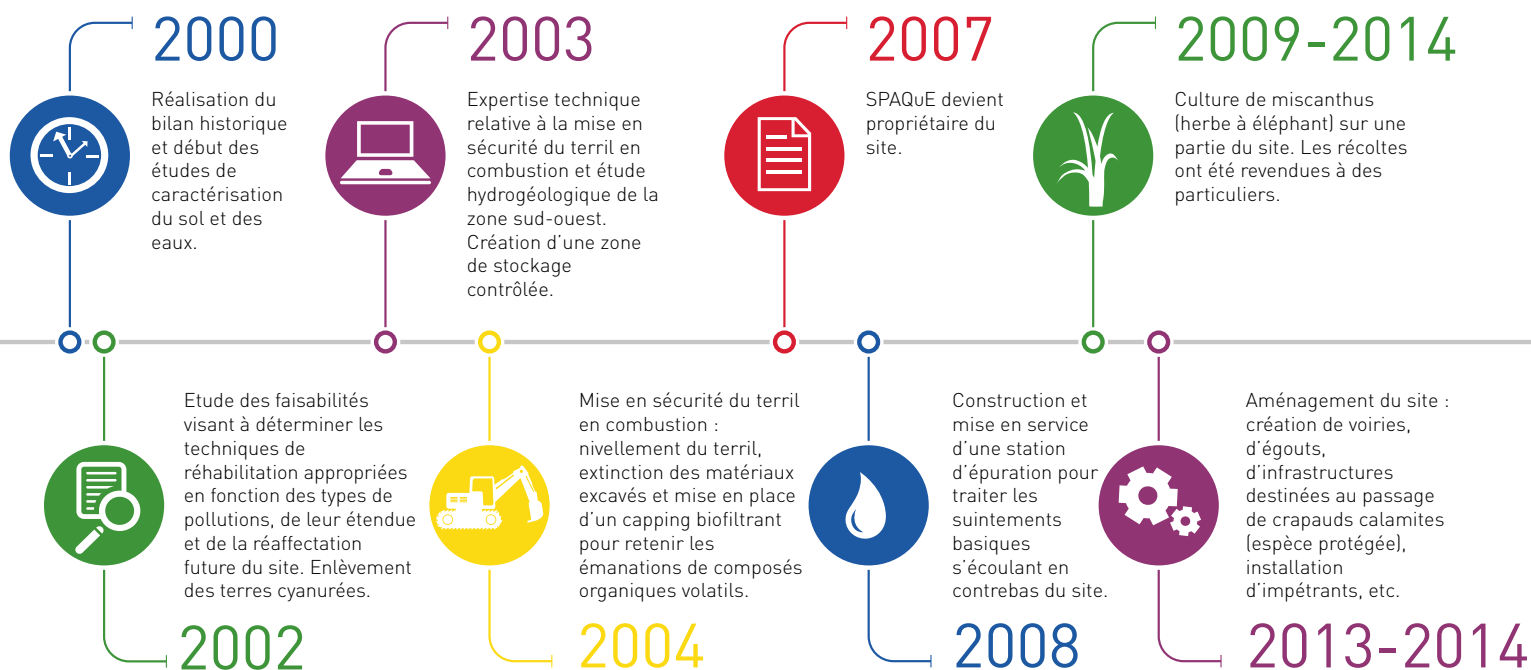 2000
Réalisation du
bilan historique
et début des
études de
caractérisation
du sol et des
eaux.
2003
Expertise technique
relative à la mise en
sécurité du terril en
combustion et étude
hydrogéologique de la
zone sud-ouest.
Création d'une zone
de stockage
contrôlée.
2007
SPAQuE devient
propriétaire du
site.
2009-2014
Culture de miscanthus
(herbe à éléphant) sur une
partie du site. Les récoltes
ont été revendues à des
particuliers.
Etude des faisabilités
visant à déterminer les
techniques de
réhabilitation appropriées
en fonction des types de
pollutions, de leur étendue
et de la réaffectation
future du site. Enlèvement
des terres cyanurées.
2002
Mise en sécurité du terril
en combustion :
nivellement du terril,
extinction des matériaux
excavés et mise en place
d'un capping biofiltrant
pour retenir les
émanations de composés
organiques volatils.
2004
Construction et
mise en service
d'une station
d'épuration pour
traiter les
suintements
basiques
s'écoulant en
contrebas du site.
2008
Aménagement du site :
création de voiries,
d'égouts,
d'infrastructures
destinées au passage
de crapauds calamites
(espèce protégée),
installation
d'impétrants, etc.
2013-2014